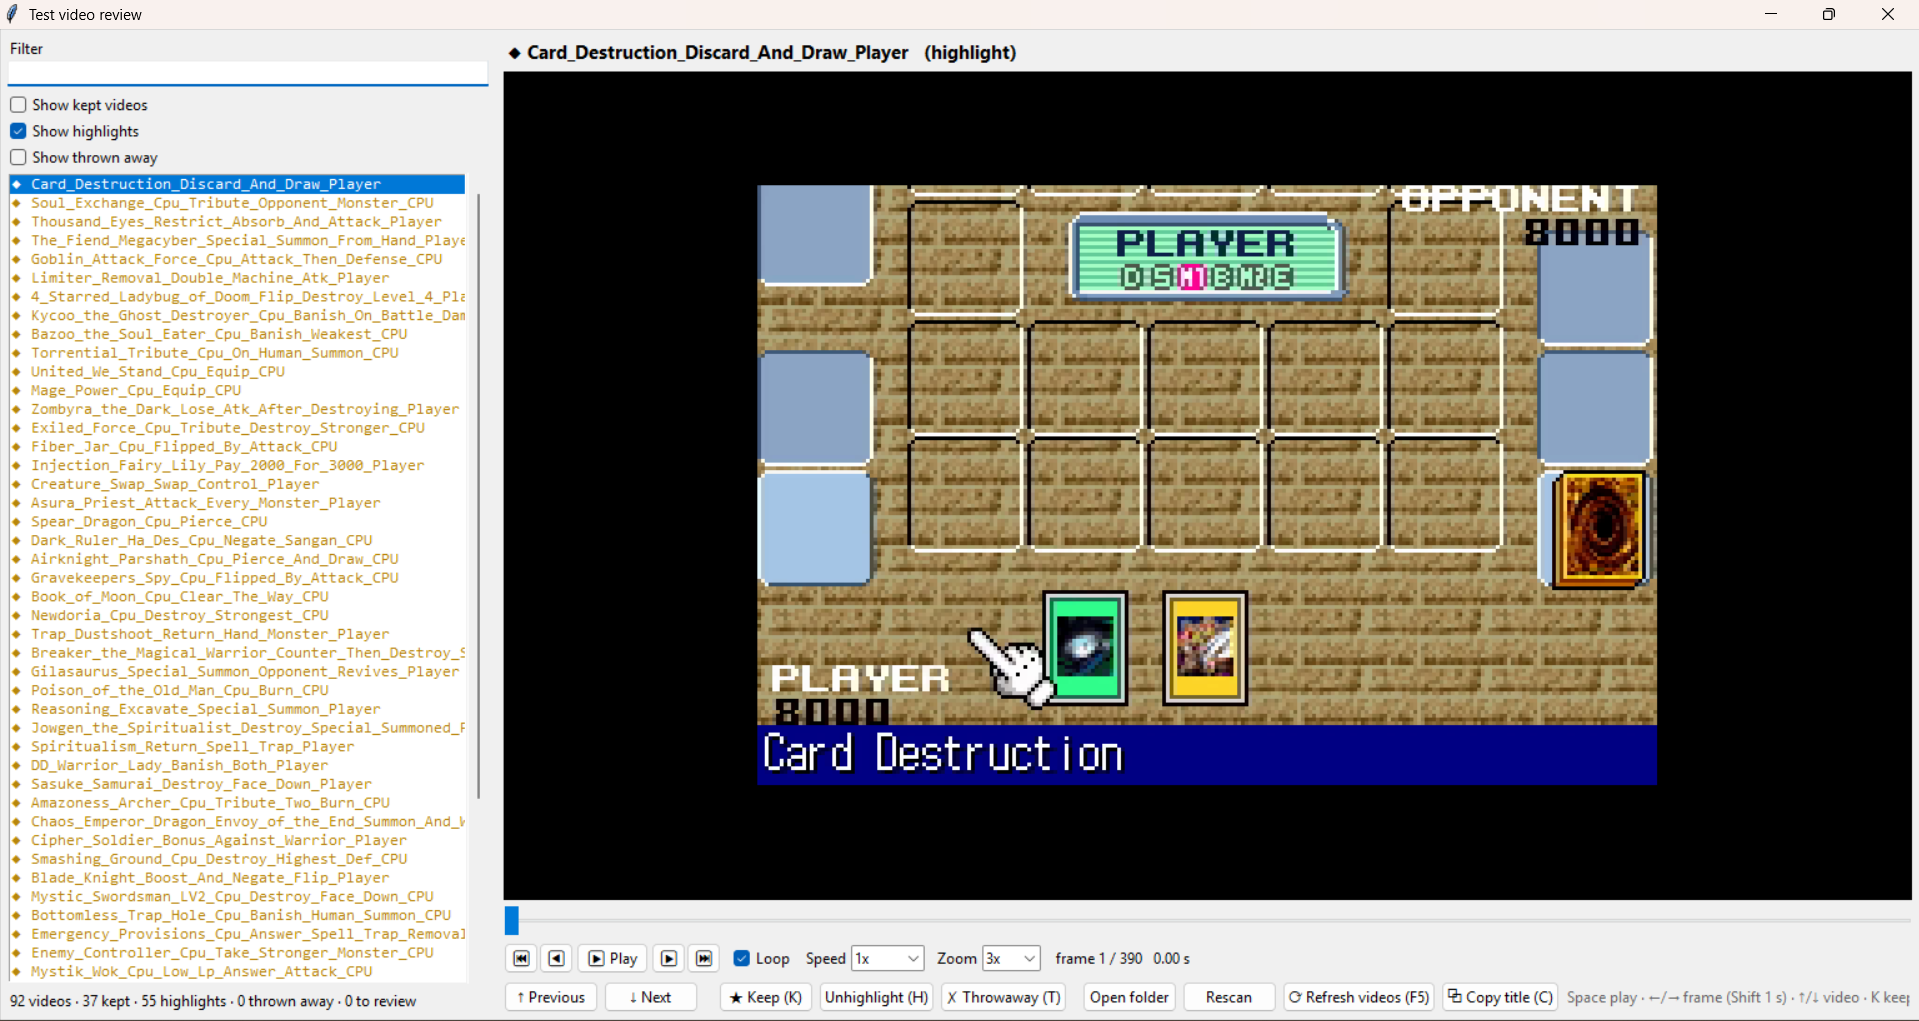 Test video review
Filter
Show kept videos
Show highlights
Show thrown away
Card_Destruction_Discard_And_Draw_Player
Soul_Exchange_Cpu_Tribute_Opponent_Monster_CPU
Thousand_Eyes_Restrict_Absorb_And_Attack_Player
The_Fiend_Megacyber_Special_Summon_From_Hand_Playe
Goblin_Attack_Force_Cpu_Attack_Then_Defense_CPU
Limiter_Removal_Double_Machine_Atk_Player
4_Starred_Ladybug_of_Doom_Flip_Destroy_Level_4_Pla
Kycoo_the_Ghost_Destroyer_Cpu_Banish_On_Battle_Dam
Bazoo_the_Soul_Eater_Cpu_Banish_Weakest_CPU
Torrential_Tribute_Cpu_On_Human_Summon_CPU
United_We_Stand_Cpu_Equip_CPU
Mage_Power_Cpu_Equip_CPU
Zombyra_the_Dark_Lose_Atk_After_Destroying_Player
Exiled_Force_Cpu_Tribute_Destroy_Stronger_CPU
Fiber_Jar_Cpu_Flipped_By_Attack_CPU
Injection_Fairy_Lily_Pay_2000_For_3000_Player
Creature_Swap_Swap_Control_Player
Asura_Priest_Attack_Every_Monster_Player
Spear_Dragon_Cpu_Pierce_CPU
Dark_Ruler_Ha_Des_Cpu_Negate_Sangan_CPU
Airknight_Parshath_Cpu_Pierce_And_Draw_CPU
Gravekeepers_Spy_Cpu_Flipped_By_Attack_CPU
Book_of_Moon_Cpu_Clear_The_Way_CPU
Newdoria_Cpu_Destroy_Strongest_CPU
Trap_Dustshoot_Return_Hand_Monster_Player
Breaker_the_Magical_Warrior_Counter_Then_Destroy_S
Gilasaurus_Special_Summon_Opponent_Revives_Player
Poison_of_the_Old_Man_Cpu_Burn_CPU
Reasoning_Excavate_Special_Summon_Player
Jowgen_the_Spiritualist_Destroy_Special_Summoned_P
Spiritualism_Return_Spell_Trap_Player
DD_Warrior_Lady_Banish_Both_Player
Sasuke_Samurai_Destroy_Face_Down_Player
Amazoness_Archer_Cpu_Tribute_Two_Burn_CPU
Chaos_Emperor_Dragon_Envoy_of_the_End_Summon_And_W
Cipher_Soldier_Bonus_Against_Warrior_Player
Smashing_Ground_Cpu_Destroy_Highest_Def_CPU
Blade_Knight_Boost_And_Negate_Flip_Player
Mystic_Swordsman_LV2_Cpu_Destroy_Face_Down_CPU
Bottomless_Trap_Hole_Cpu_Banish_Human_Summon_CPU
Emergency_Provisions_Cpu_Answer_Spell_Trap_Removal
Enemy_Controller_Cpu_Take_Stronger_Monster_CPU
Mystik_Wok_Cpu_Low_Lp_Answer_Attack_CPU
92 videos · 37 kept · 55 highlights · 0 thrown away · 0 to review
◆ Card_Destruction_Discard_And_Draw_Player (highlight)
OPPONENT
8000
PLAYER
D S M1 B M2 E
PLAYER
8000
Card Destruction
Play
Loop
Speed 1x
Zoom 3x
frame 1 / 390 0.00 s
↑ Previous
↓ Next
★ Keep (K)
Unhighlight (H)
X Throwaway (T)
Open folder
Rescan
Refresh videos (F5)
Copy title (C)
Space play · ←/→ frame (Shift 1 s) · ↑/↓ video · K keep